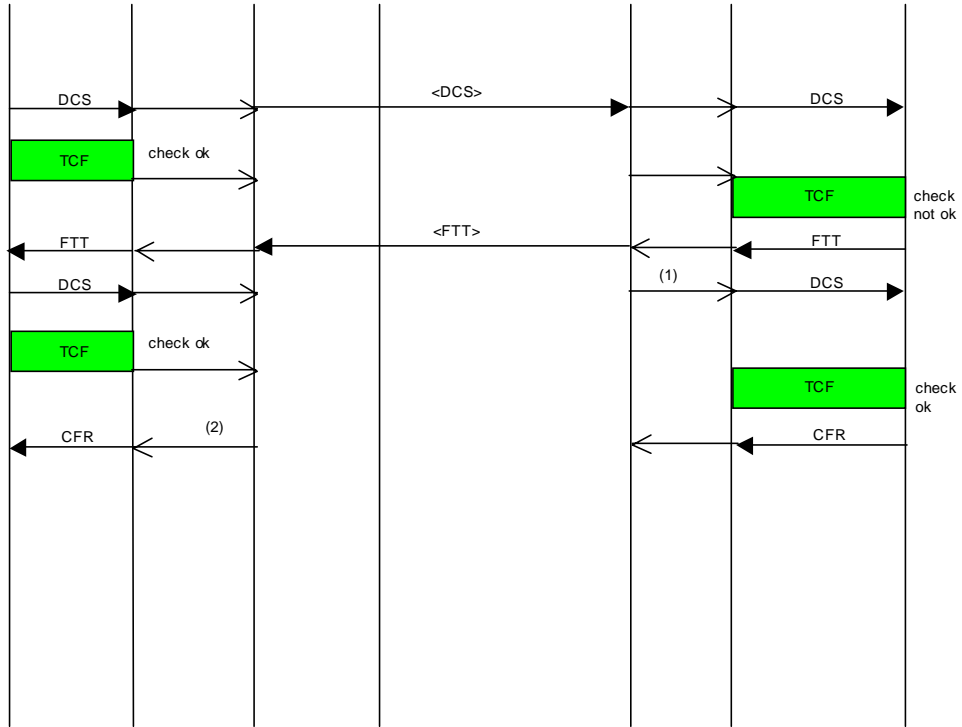 DCS
<DCS>
DCS
TCF
check ok
TCF
check
not ok
FTT
<FTT>
FTT
DCS
(1)
DCS
TCF
check ok
TCF
check
ok
CFR
(2)
CFR